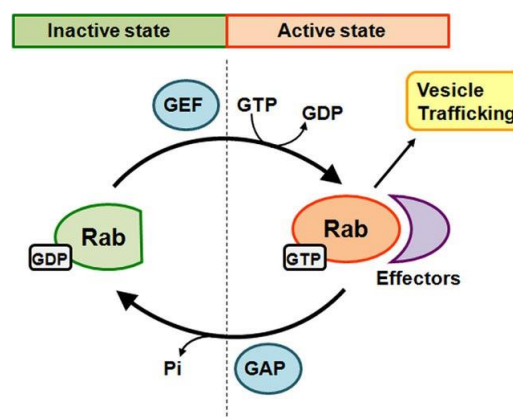 Inactive state
Active state
GEF
GTP
GDP
Vesicle
Trafficking
Rab
GDP
Rab
GTP
Effectors
Pi
GAP